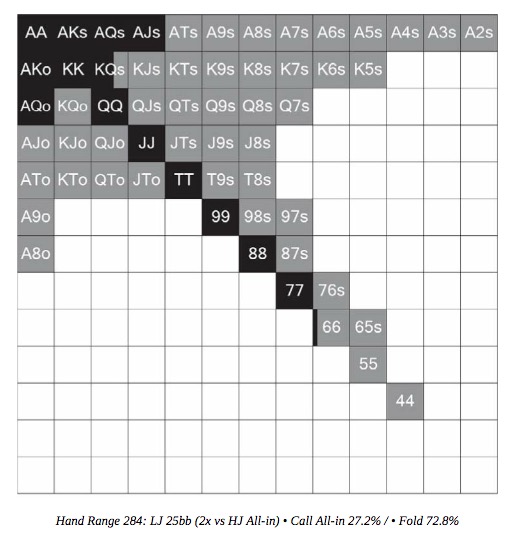 AA AKs AQs AJs ATs A9s A8s A7s A6s A5s A4s A3s A2s
AKo KK KQs KJs KTs K9s K8s K7s K6s K5s
AQo KQo QQ QJs QTs Q9s Q8s Q7s
AJo KJo QJo JJ JTs J9s J8s
ATo KTo QTo JTo TT T9s T8s
A9o 99 98s 97s
A8o 88 87s
77 76s
66 65s
55
44
Hand Range 284: LJ 25bb (2x vs HJ All-in) • Call All-in 27.2% / • Fold 72.8%